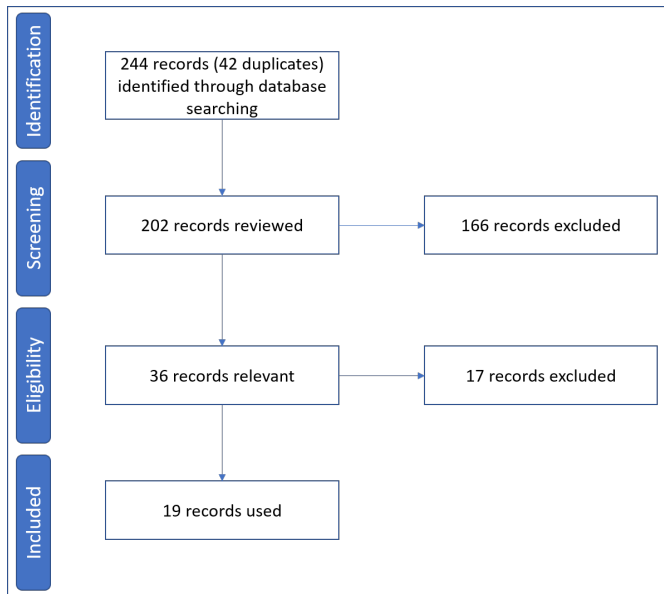 Identification
244 records (42 duplicates)
identified through database
searching
Screening
202 records reviewed
166 records excluded
Eligibility
36 records relevant
17 records excluded
Included
19 records used